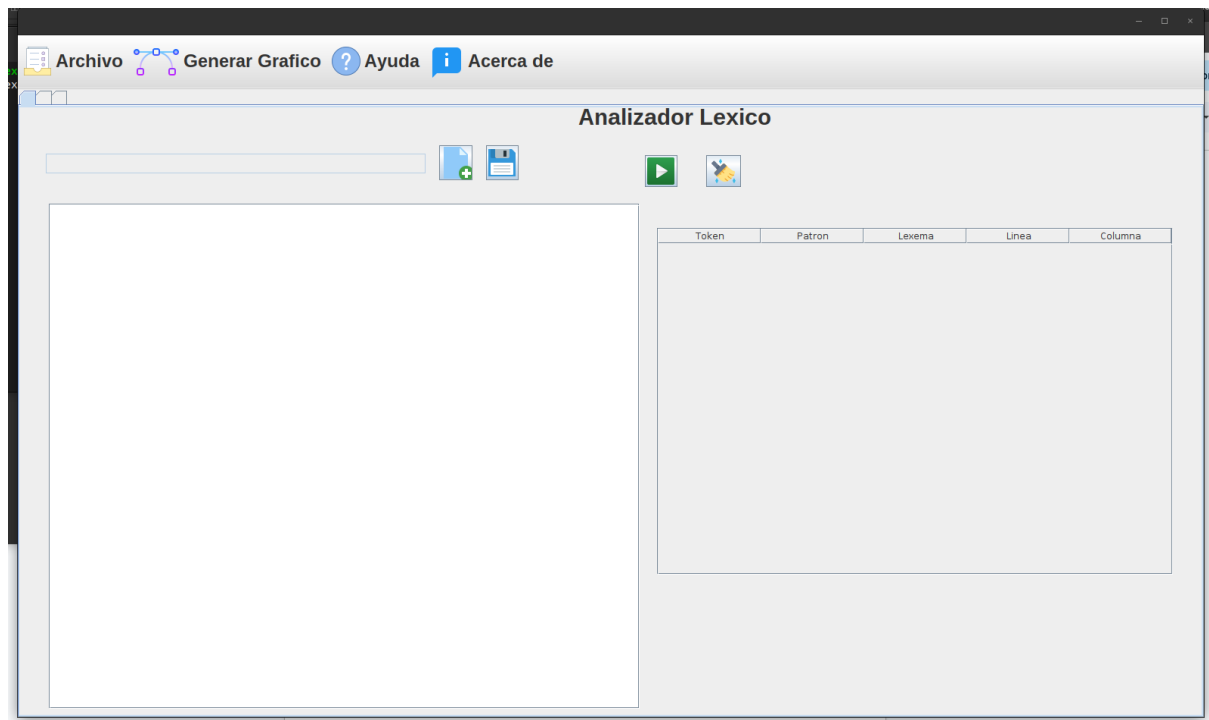 Archivo Generar Grafico ? Ayuda i Acerca de
Analizador Lexico
Token Patron Lexema Linea Columna